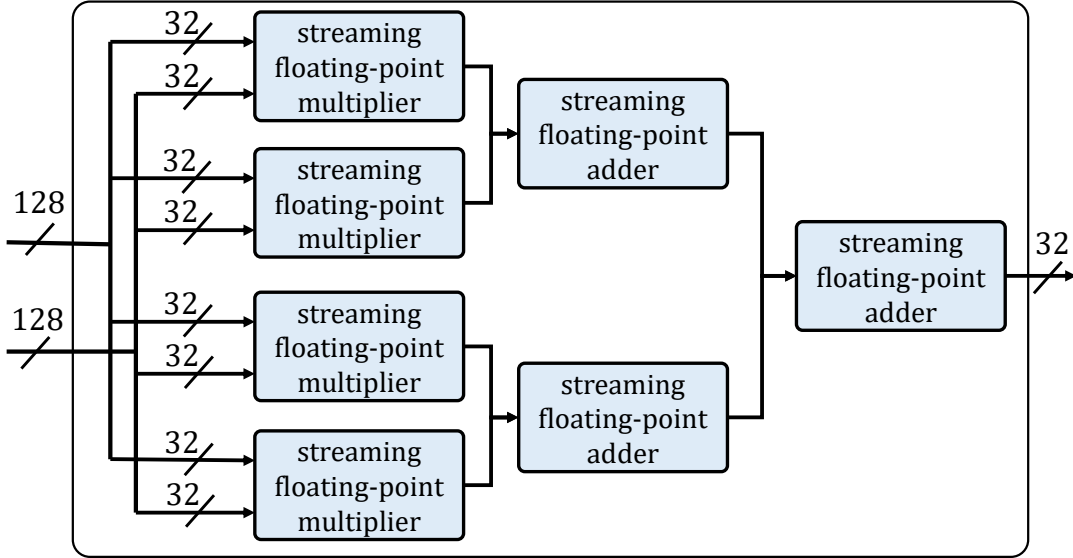 32
streaming
floating-point
multiplier
32
streaming
floating-point
adder
32
streaming
floating-point
multiplier
32
128
streaming
floating-point
adder
32
128
32
streaming
floating-point
multiplier
32
streaming
floating-point
adder
32
streaming
floating-point
multiplier
32